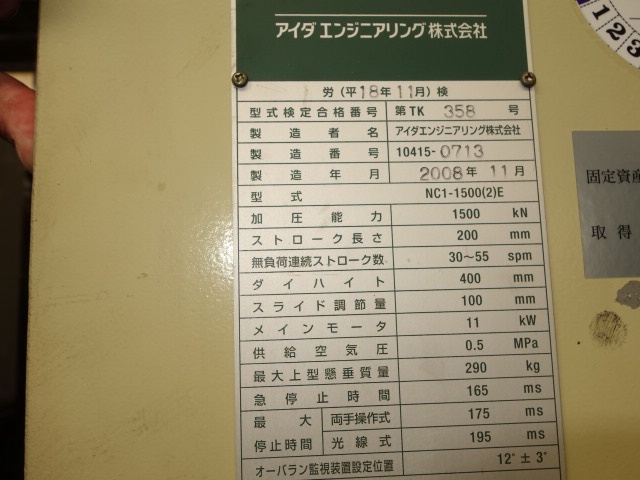 アイダエンジニアリング株式会社
労(平18年11月)検
型式検定合格番号 第TK 358 号
製造者名 アイダエンジニアリング株式会社
製造番号 10415-0713
製造年月 2008年11月
型式 NC1-1500(2)E
加圧能力 1500 kN
ストローク長さ 200 mm
無負荷連続ストローク数 30~55 spm
ダイハイト 400 mm
スライド調節量 100 mm
メインモータ 11 kW
供給空気圧 0.5 MPa
最大上型懸垂質量 290 kg
急停止時間 165 ms
最大停止時間 両手操作式 175 ms
光線式 195 ms
オーバラン監視装置設定位置 12°±3°
1 2 3
固定資産
取得